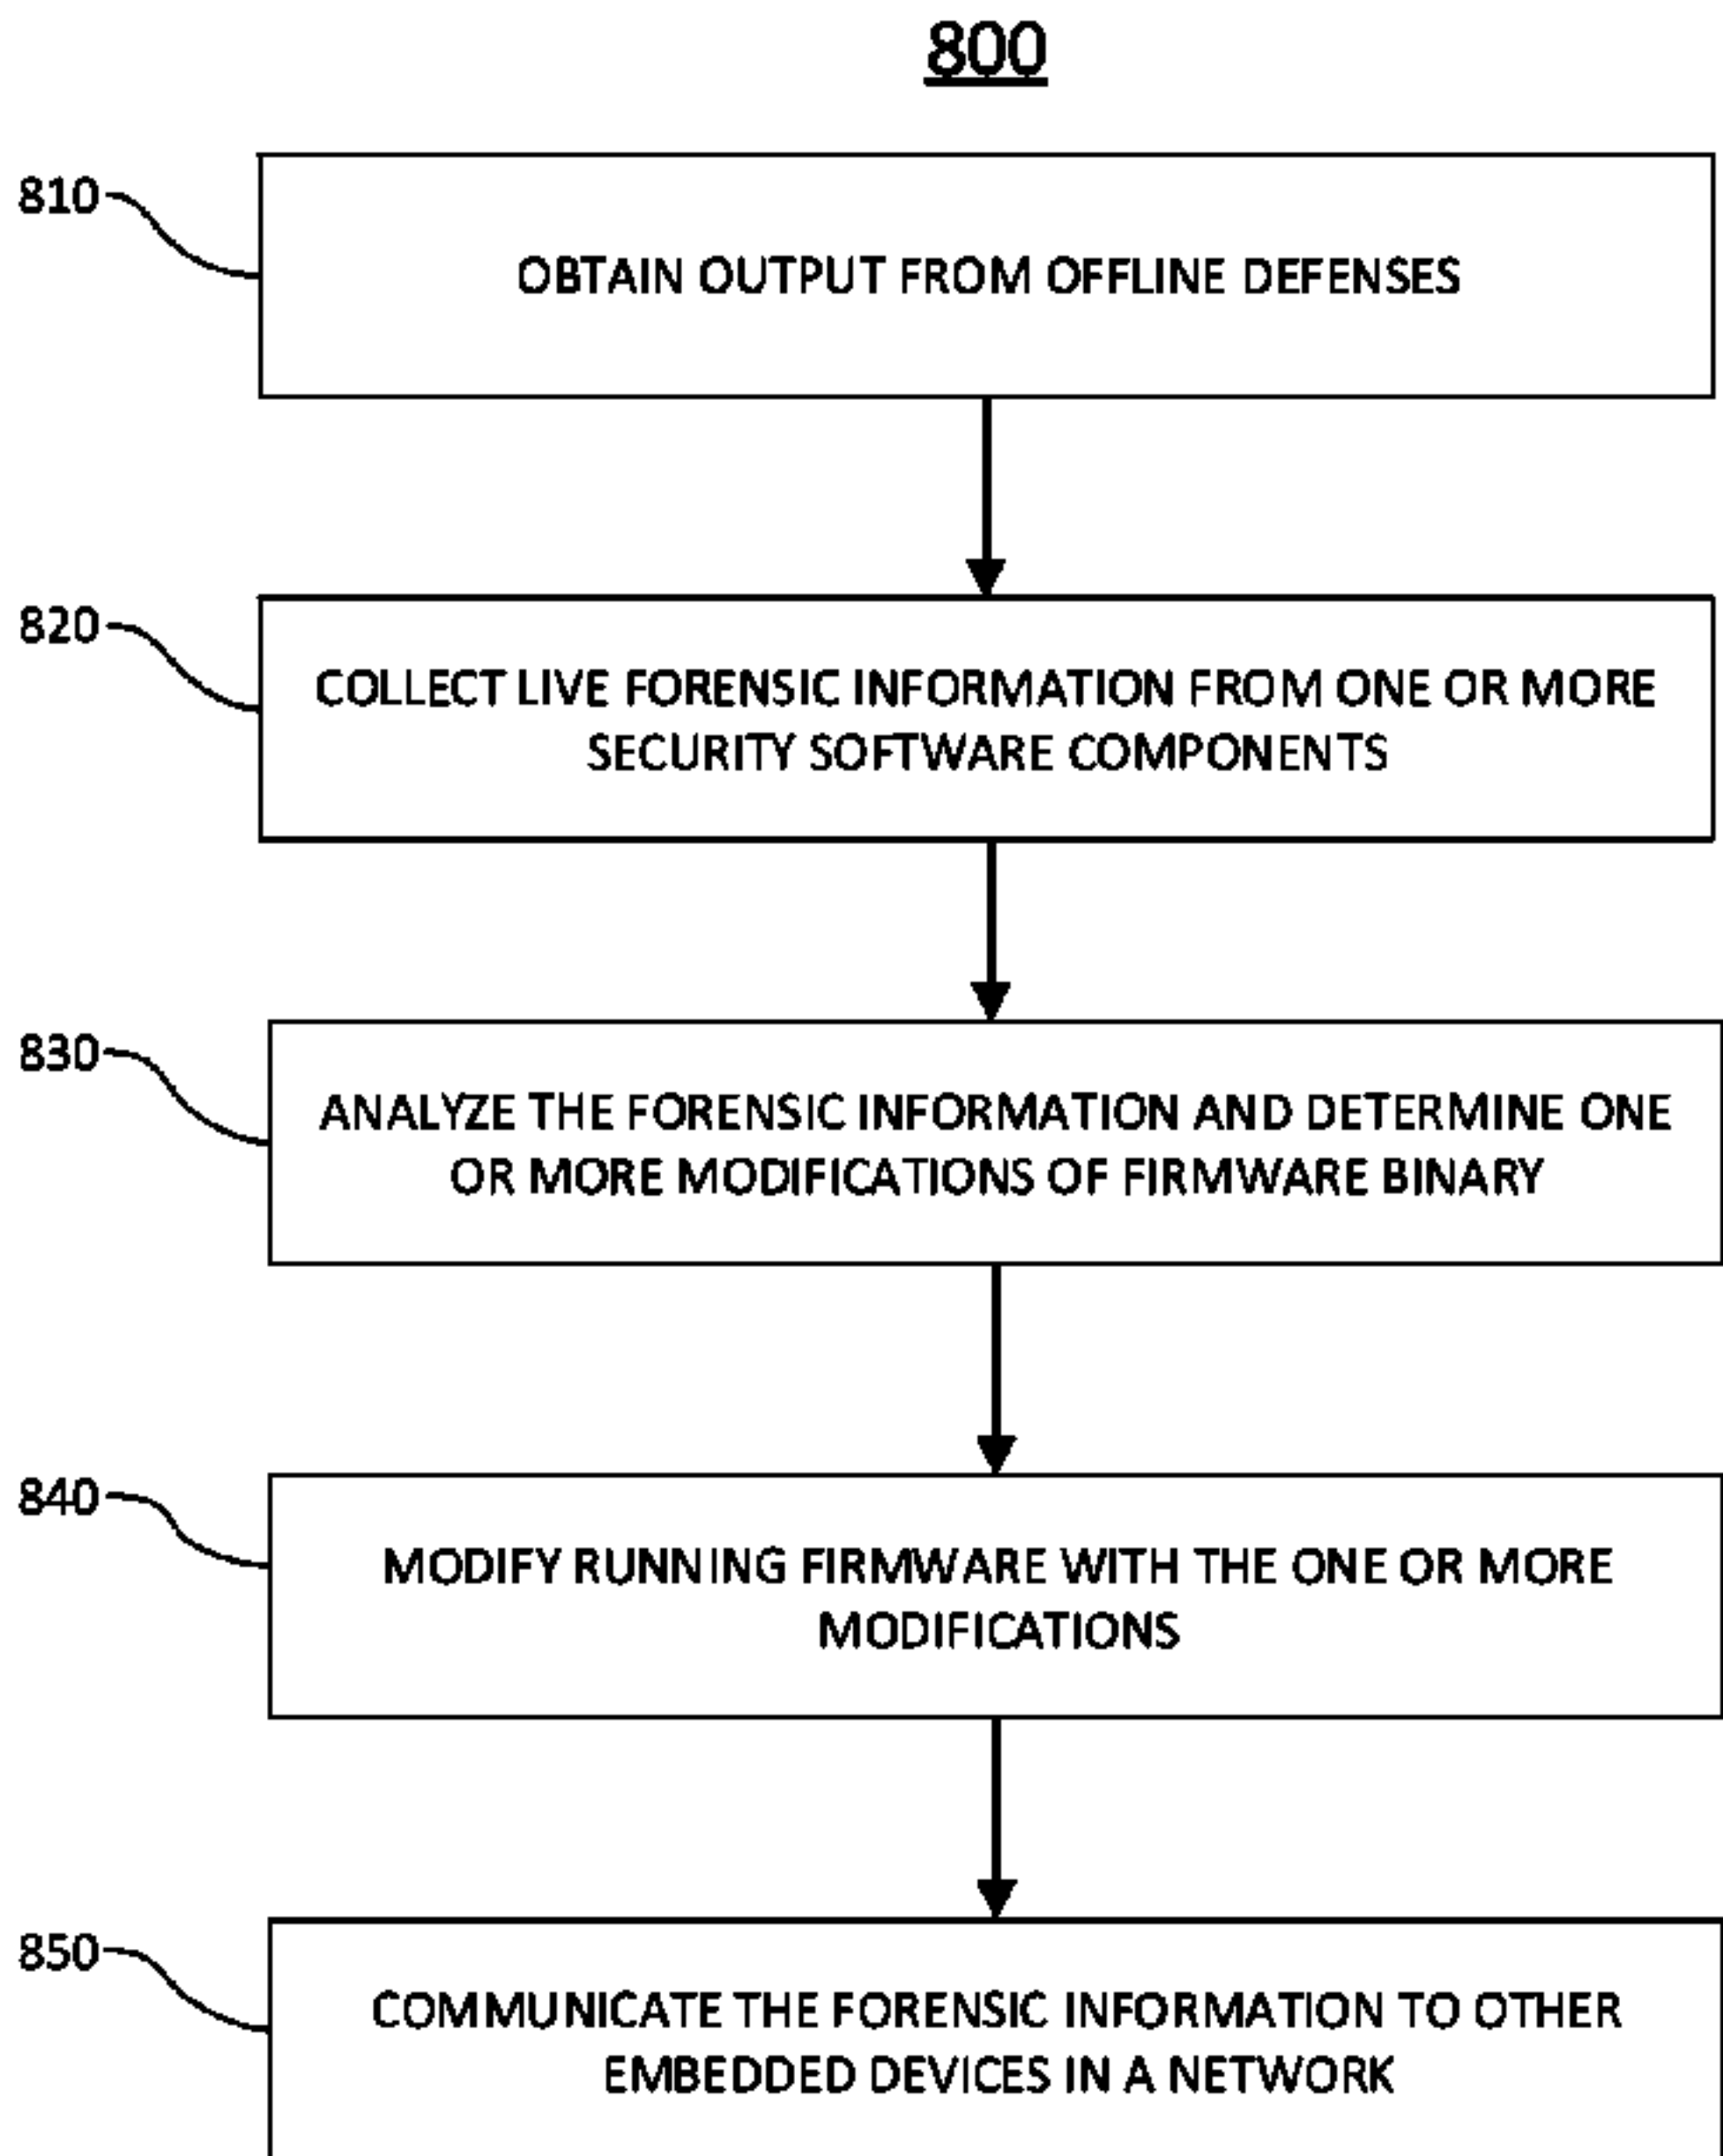 800
810
OBTAIN OUTPUT FROM OFFLINE DEFENSES
820
COLLECT LIVE FORENSIC INFORMATION FROM ONE OR MORE
SECURITY SOFTWARE COMPONENTS
830
ANALYZE THE FORENSIC INFORMATION AND DETERMINE ONE
OR MORE MODIFICATIONS OF FIRMWARE BINARY
840
MODIFY RUNNING FIRMWARE WITH THE ONE OR MORE
MODIFICATIONS
850
COMMUNICATE THE FORENSIC INFORMATION TO OTHER
EMBEDDED DEVICES IN A NETWORK